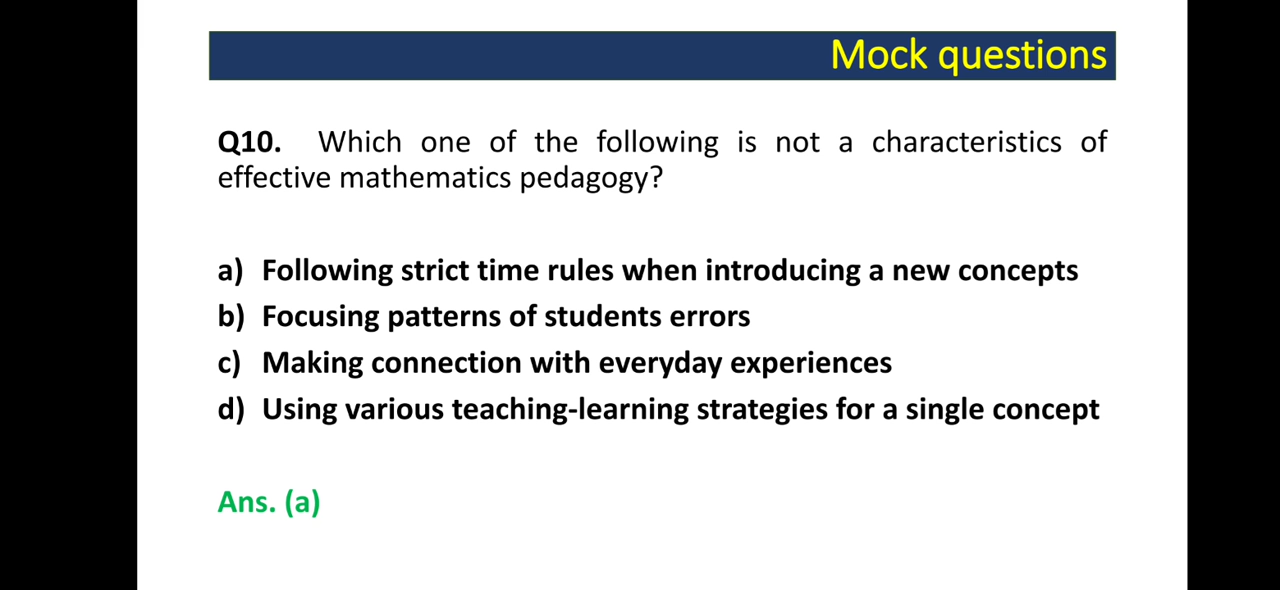 Mock questions
Q10. Which one of the following is not a characteristics of
effective mathematics pedagogy?
a) Following strict time rules when introducing a new concepts
b) Focusing patterns of students errors
c) Making connection with everyday experiences
d) Using various teaching-learning strategies for a single concept
Ans. (a)